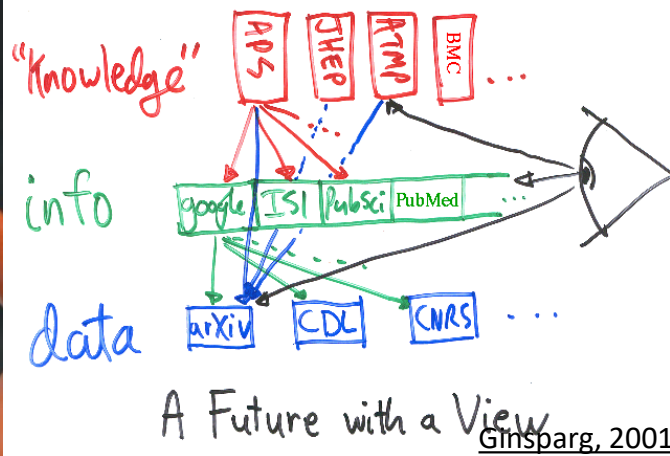 "Knowledge" APS JHEP ATMP BMC ...
info google ISI PubSci PubMed ...
data arXiv CDL CNRS ...
A Future with a View
Ginsparg, 2001